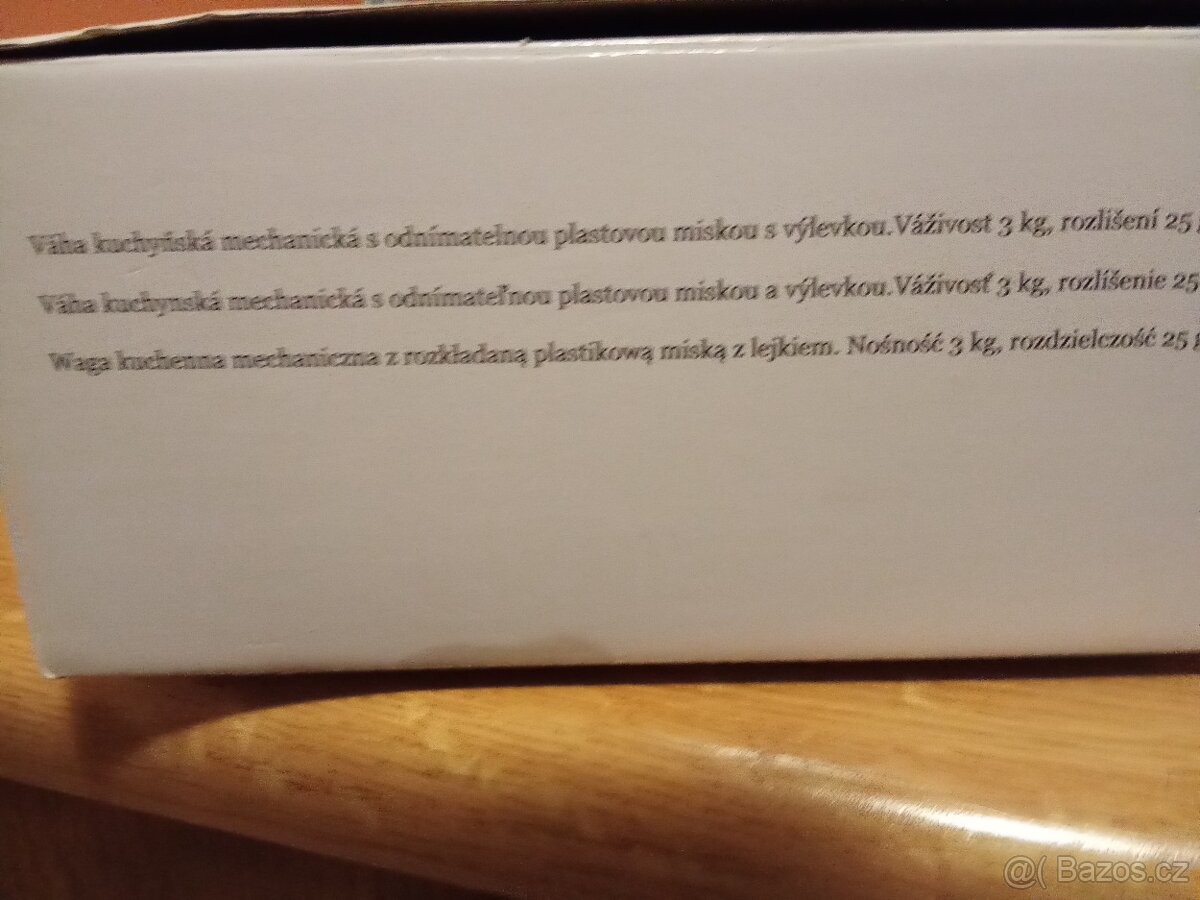 Váha kuchyňská mechanická s odnímatelnou plastovou miskou s výlevkou.Váživost 3 kg, rozlišení 25 g
Váha kuchynská mechanická s odnímateľnou plastovou miskou a výlevkou.Váživosť 3 kg, rozlíšenie 25
Waga kuchenna mechaniczna z rozkładaną plastikową miską z lejkiem. Nośność 3 kg, rozdzielczość 25 g
@( Bazos.cz